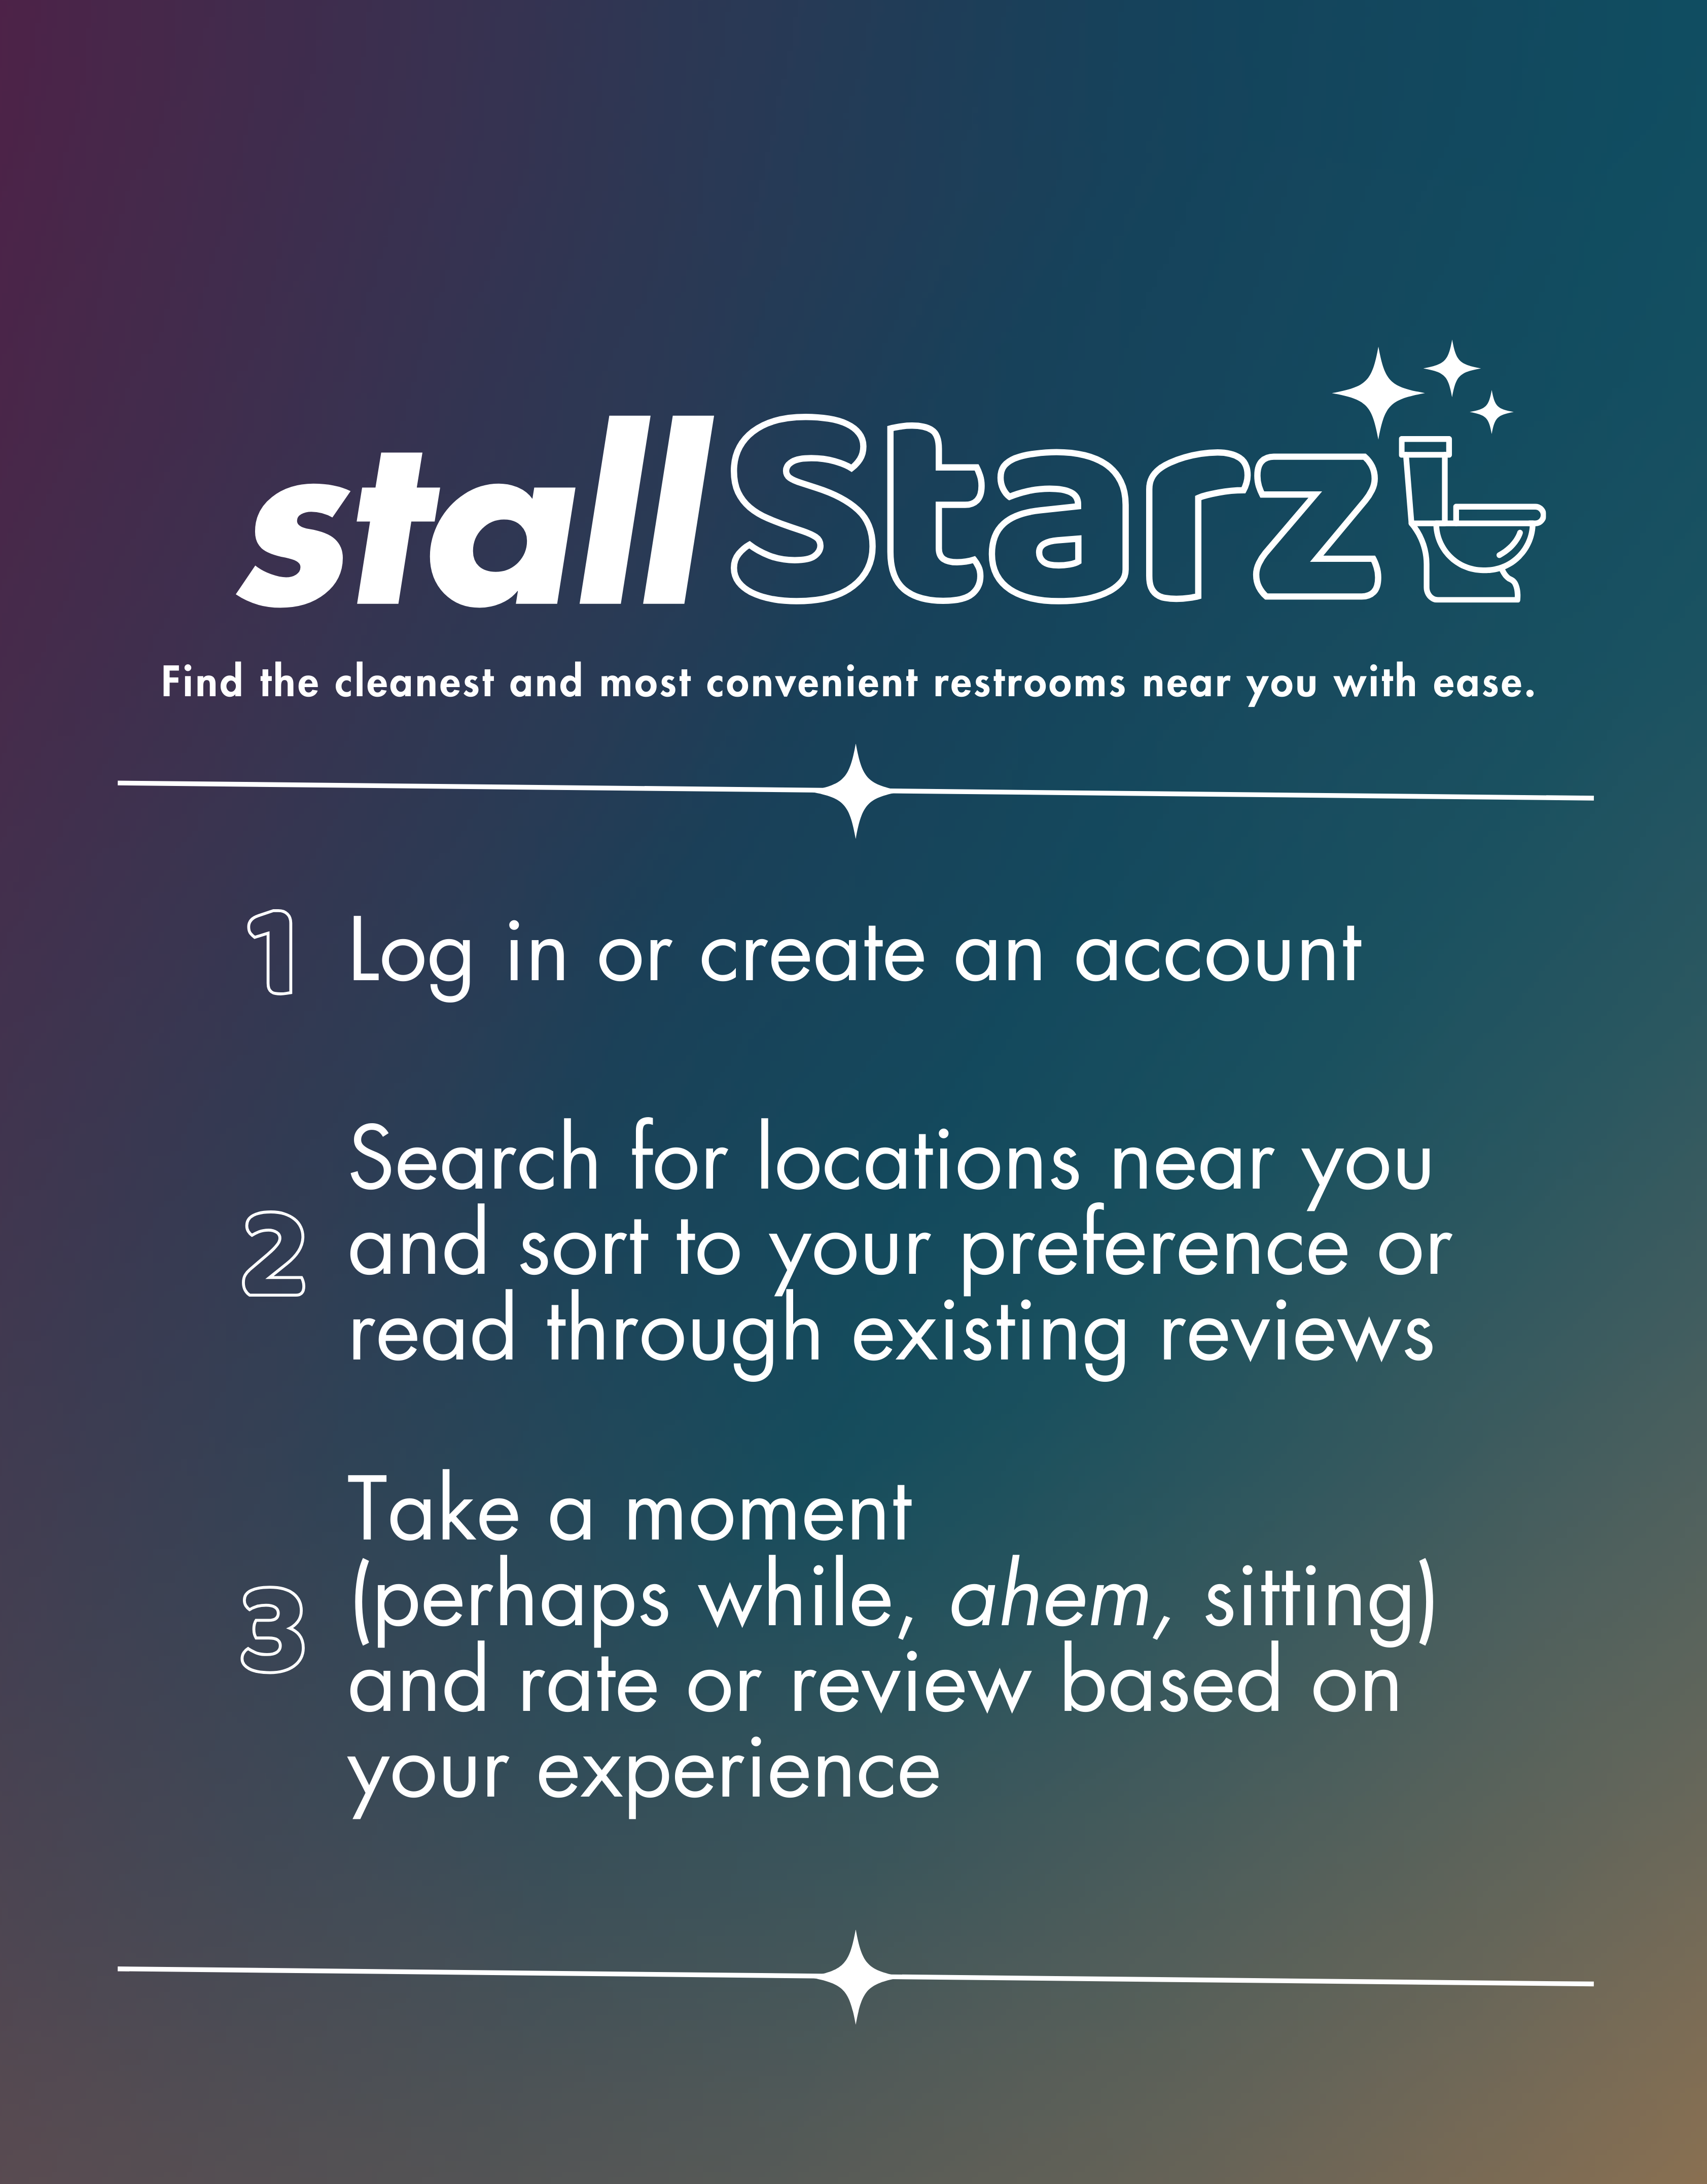 stallStarz
Find the cleanest and most convenient restrooms near you with ease.
1 Log in or create an account
Search for locations near you
2 and sort to your preference or
read through existing reviews
Take a moment
(perhaps while, ahem, sitting)
3 and rate or review based on
your experience